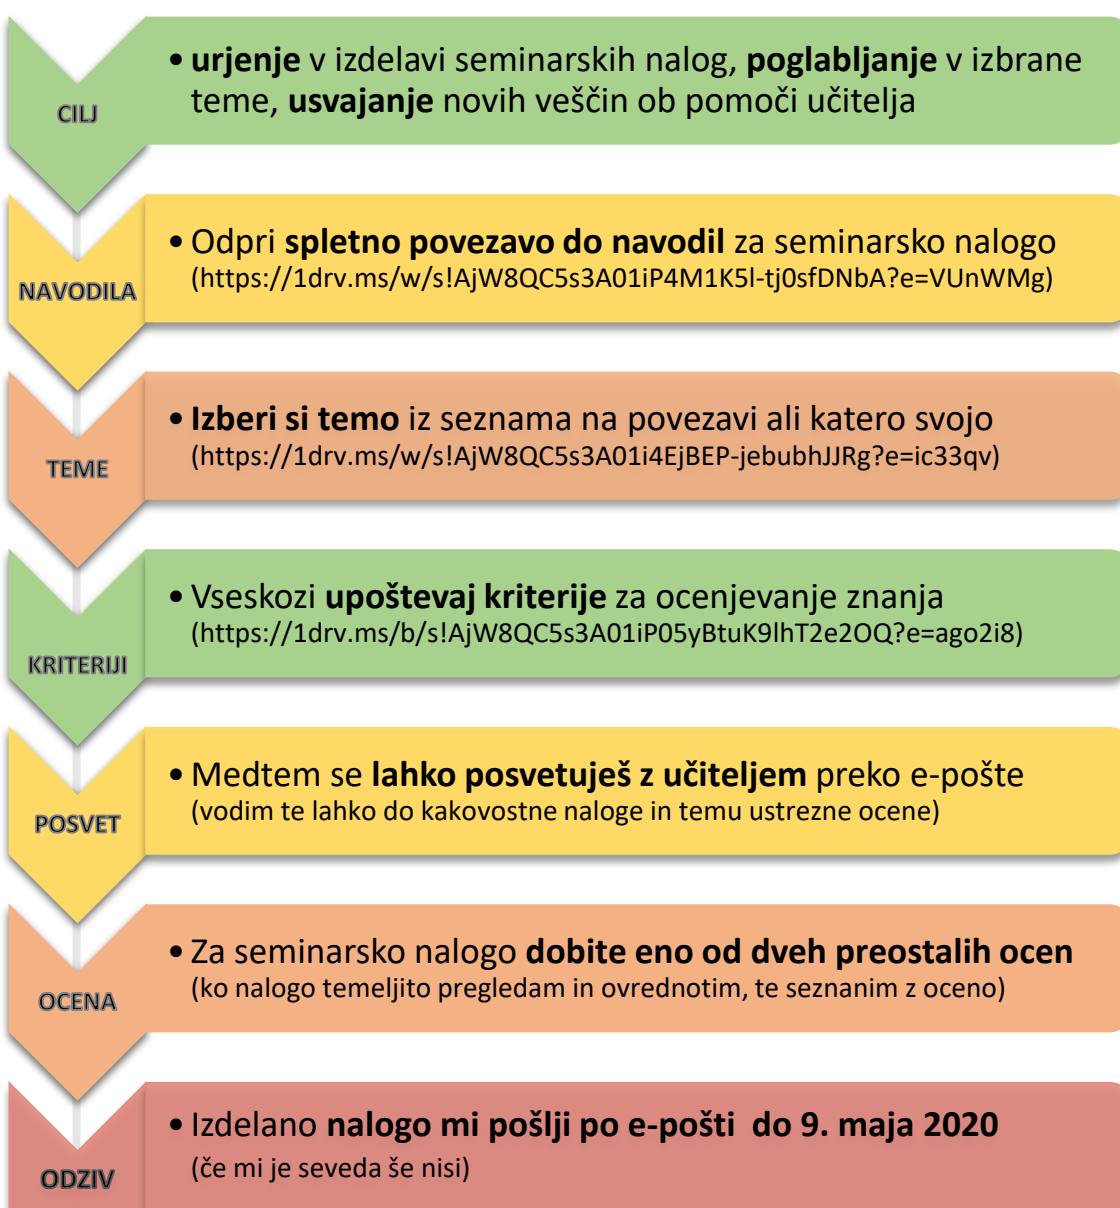 CILJ
• urjenje v izdelavi seminarskih nalog, poglabljanje v izbrane
teme, usvajanje novih veščin ob pomoči učitelja
NAVODILA
• Odpri spletno povezavo do navodil za seminarsko nalogo
(https://1drv.ms/w/s!AjW8QC5s3A01iP4M1K5l-tj0sfDNbA?e=VUnWMg)
TEME
• Izberi si temo iz seznama na povezavi ali katero svojo
(https://1drv.ms/w/s!AjW8QC5s3A01i4EjBEP-jebubhJJRg?e=ic33qv)
KRITERIJI
• Vseskozi upoštevaj kriterije za ocenjevanje znanja
(https://1drv.ms/b/s!AjW8QC5s3A01iP05yBtuK9lhT2e2OQ?e=ago2i8)
POSVET
• Medtem se lahko posvetuješ z učiteljem preko e-pošte
(vodim te lahko do kakovostne naloge in temu ustrezne ocene)
OCENA
• Za seminarsko nalogo dobite eno od dveh preostalih ocen
(ko nalogo temeljito pregledam in ovrednotim, te seznanim z oceno)
ODZIV
• Izdelano nalogo mi pošlji po e-pošti do 9. maja 2020
(če mi je seveda še nisi)